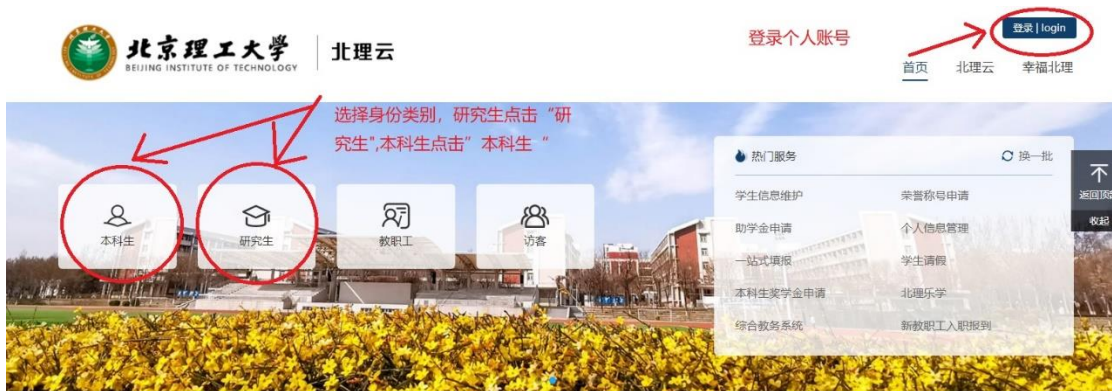 北京理工大学
BEIJING INSTITUTE OF TECHNOLOGY
北理云
登录个人账号
登录 | login
首页 北理云 幸福北理
选择身份类别，研究生点击“研
究生",本科生点击”本科生“
本科生
研究生
教职工
访客
热门服务 换一批
学生信息维护 荣誉称号申请
助学金申请 个人信息管理
一站式填报 学生请假
本科生奖学金申请 北理乐学
综合教务系统 新教职工入职报到
返回顶部
收起